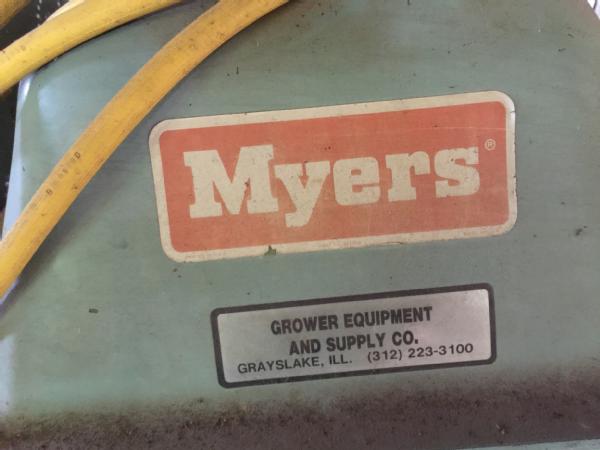 Myers®
GROWER EQUIPMENT
AND SUPPLY CO.
GRAYSLAKE, ILL. (312) 223-3100